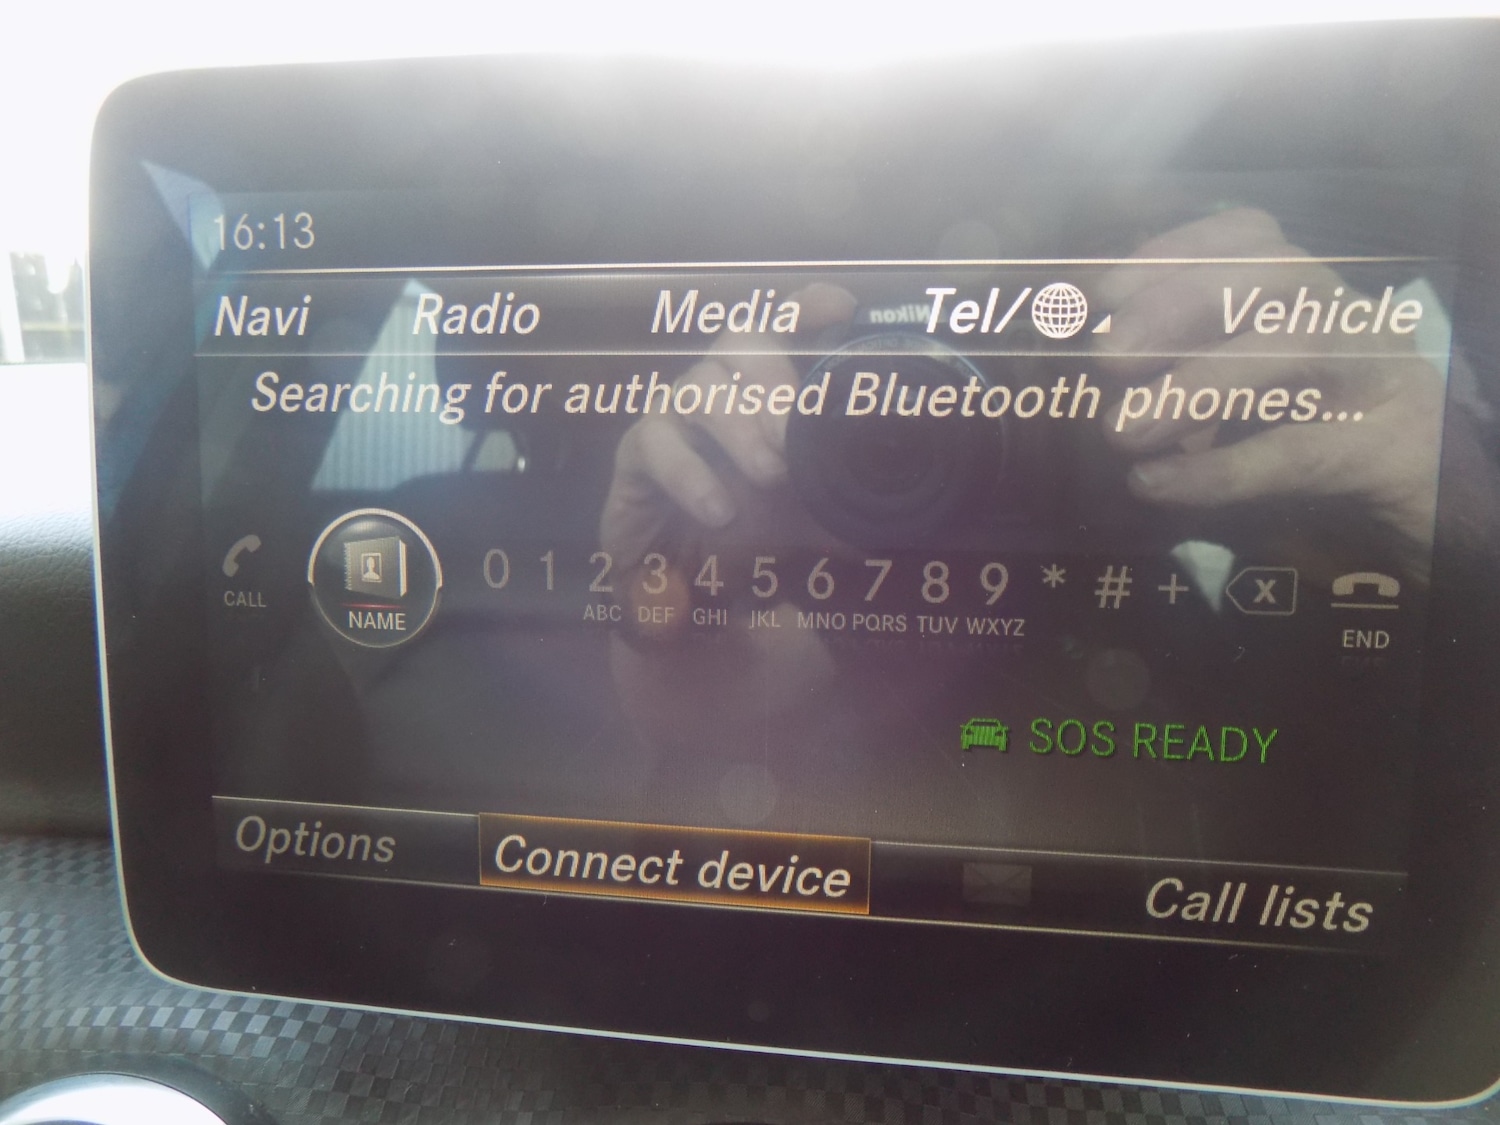 16:13
Navi Radio Media Tel/ Vehicle
Searching for authorised Bluetooth phones...
0 1 2 3 4 5 6 7 8 9 * # + X
CALL NAME ABC DEF GHI JKL MNO PQRS TUV WXYZ END
SOS READY
Options Connect device Call lists
Nikon